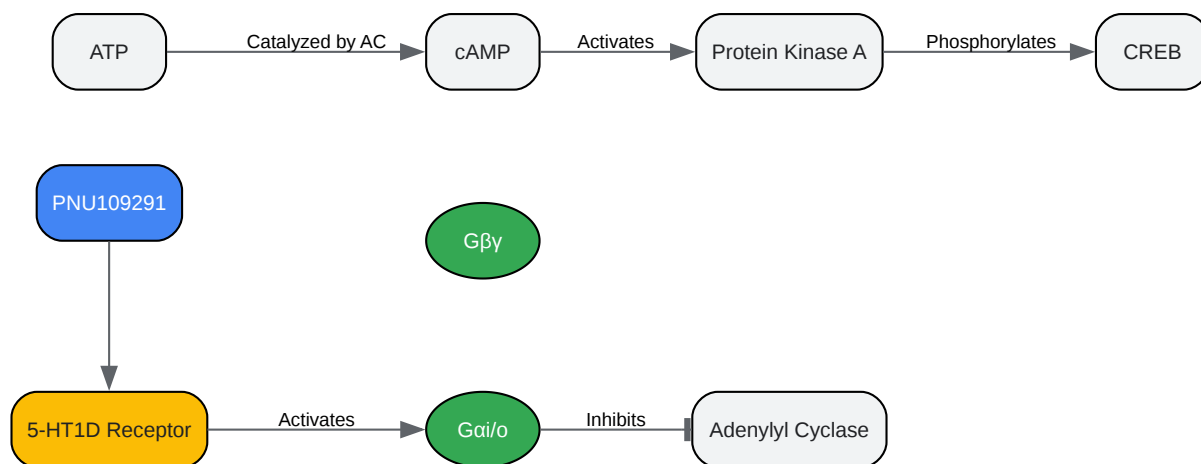 ATP
Catalyzed by AC
cAMP
Activates
Protein Kinase A
Phosphorylates
CREB
PNU109291
Gβγ
5-HT1D Receptor
Activates
Gαi/o
Inhibits
Adenylyl Cyclase